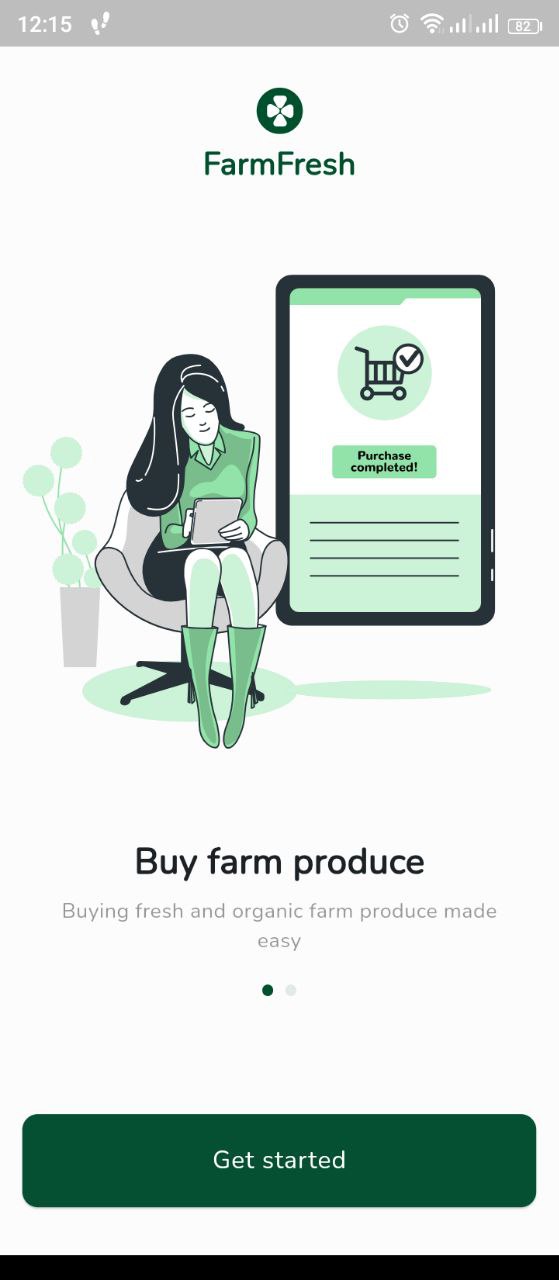 12:15
82
FarmFresh
Purchase
completed!
Buy farm produce
Buying fresh and organic farm produce made
easy
Get started